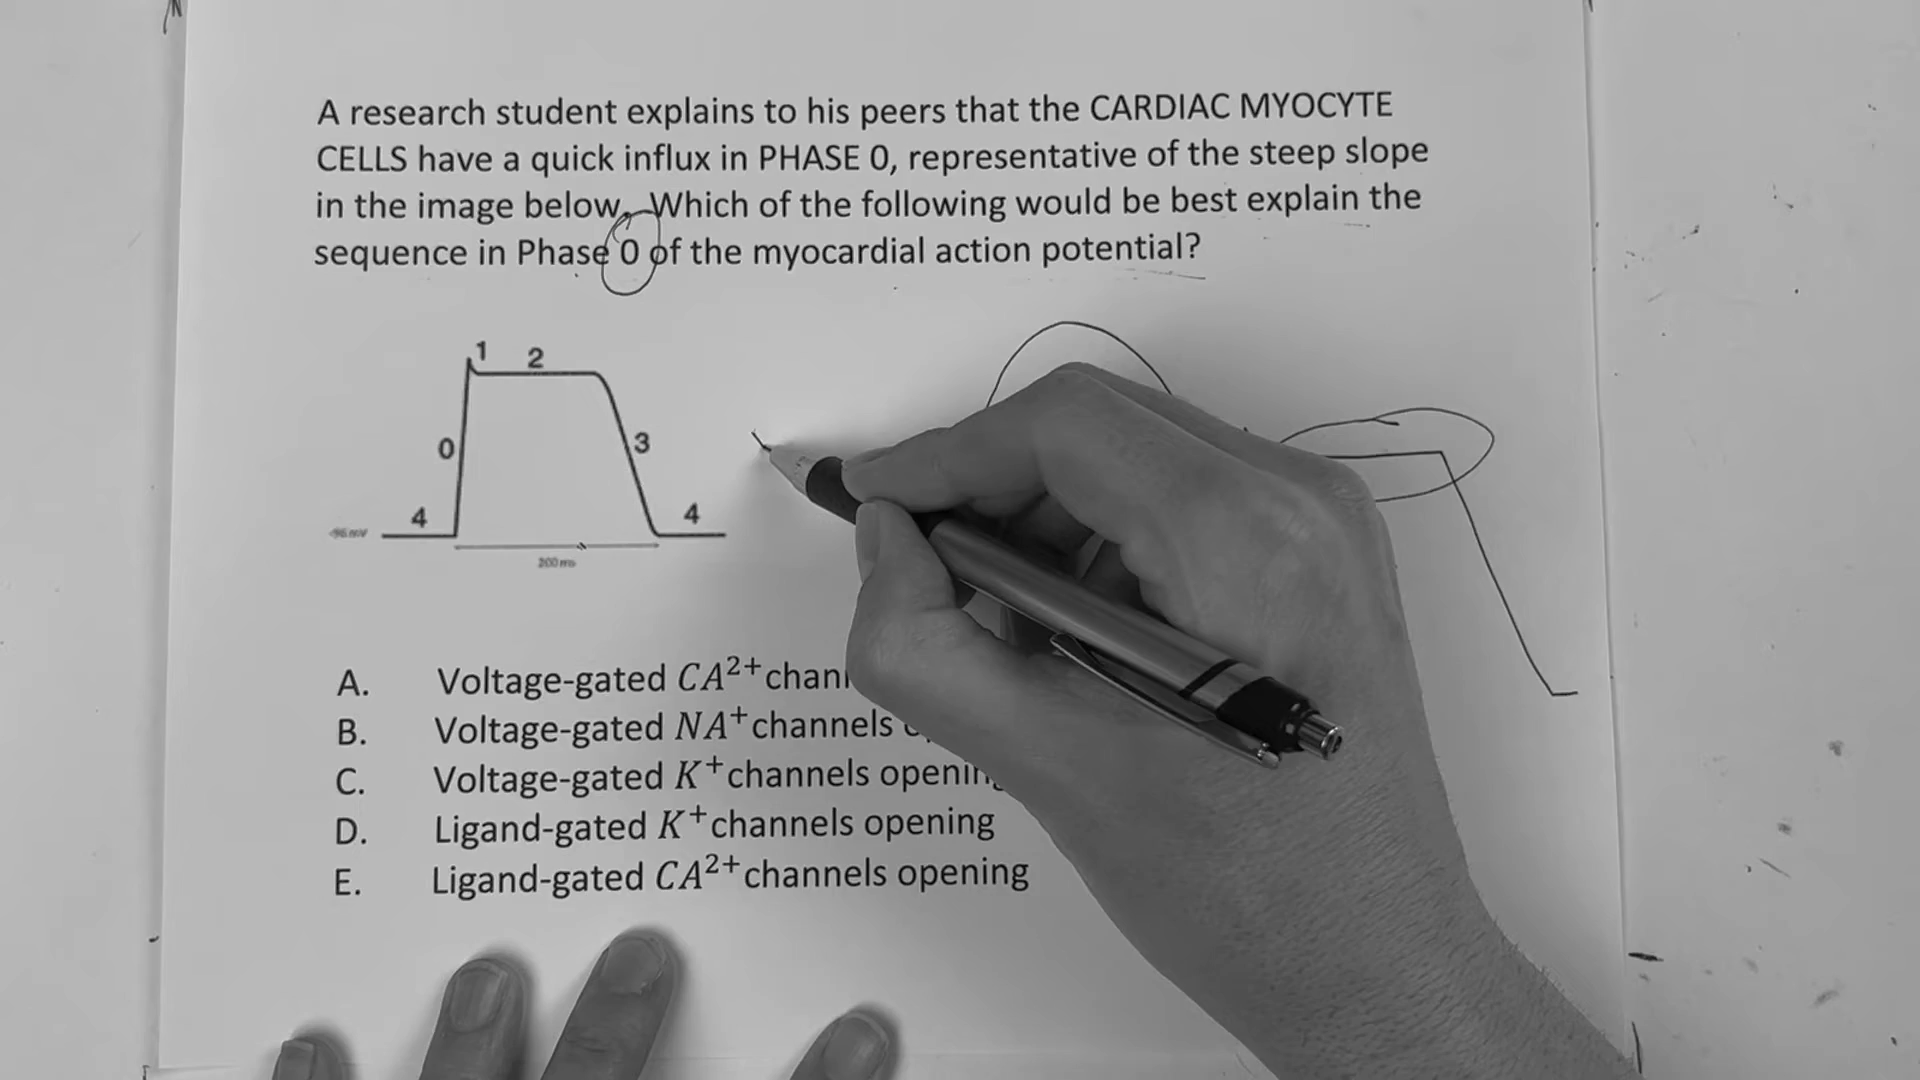 A research student explains to his peers that the CARDIAC MYOCYTE
CELLS have a quick influx in PHASE 0, representative of the steep slope
in the image below. Which of the following would be best explain the
sequence in Phase 0 of the myocardial action potential?
1 2
0 3
4 4
200 ms
A. Voltage-gated CA²⁺
B. Voltage-gated NA⁺ channels
C. Voltage-gated K⁺ channels
D. Ligand-gated K⁺ channels opening
E. Ligand-gated CA²⁺ channels opening